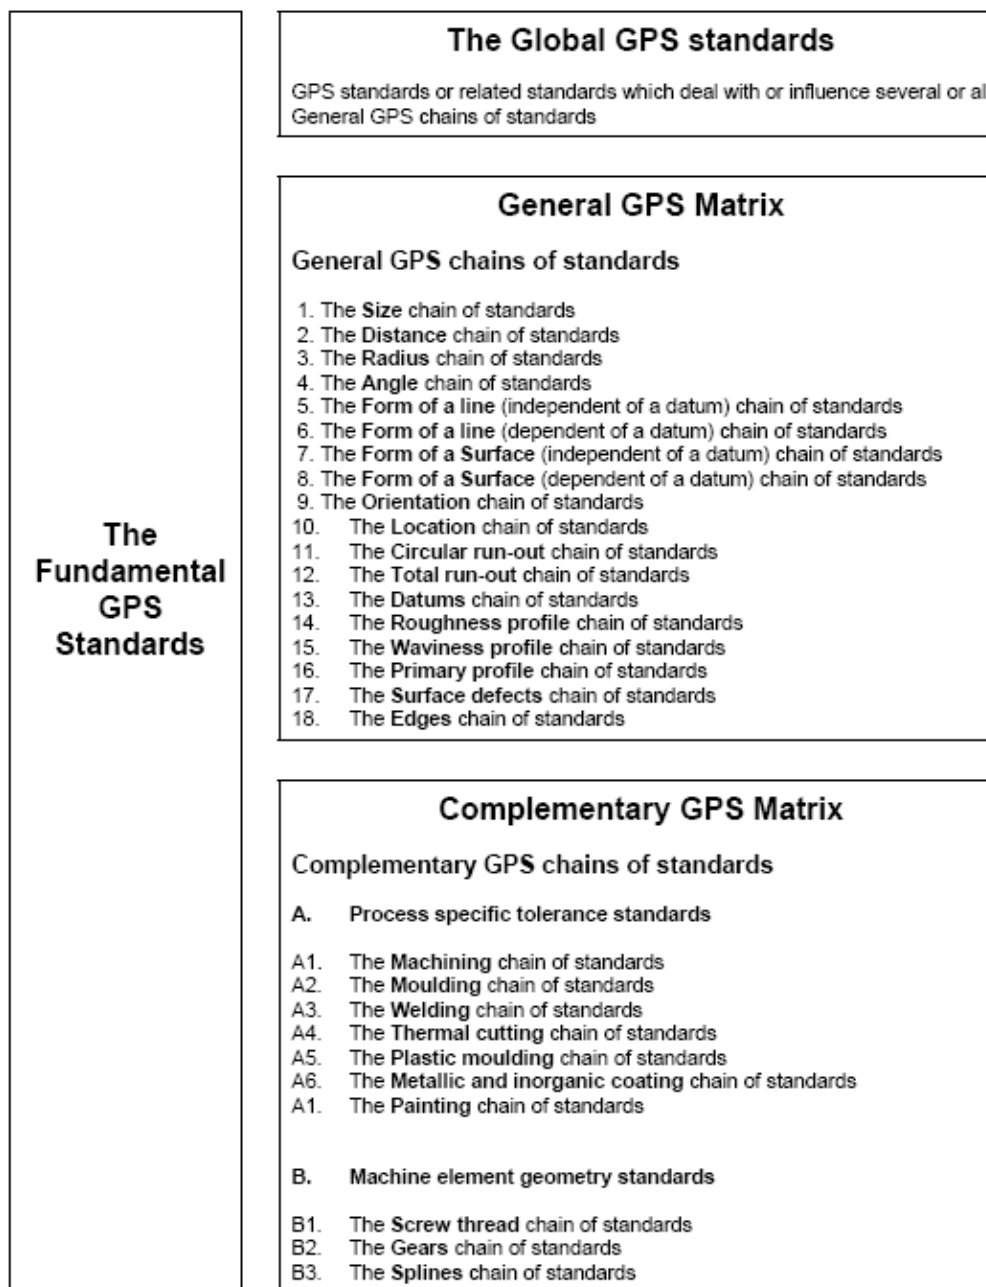 The Global GPS standards
GPS standards or related standards which deal with or influence several or al
General GPS chains of standards
General GPS Matrix
General GPS chains of standards
1. The Size chain of standards
2. The Distance chain of standards
3. The Radius chain of standards
4. The Angle chain of standards
5. The Form of a line (independent of a datum) chain of standards
6. The Form of a line (dependent of a datum) chain of standards
7. The Form of a Surface (independent of a datum) chain of standards
8. The Form of a Surface (dependent of a datum) chain of standards
9. The Orientation chain of standards
10. The Location chain of standards
11. The Circular run-out chain of standards
12. The Total run-out chain of standards
13. The Datums chain of standards
14. The Roughness profile chain of standards
15. The Waviness profile chain of standards
16. The Primary profile chain of standards
17. The Surface defects chain of standards
18. The Edges chain of standards
The
Fundamental
GPS
Standards
Complementary GPS Matrix
Complementary GPS chains of standards
A. Process specific tolerance standards
A1. The Machining chain of standards
A2. The Moulding chain of standards
A3. The Welding chain of standards
A4. The Thermal cutting chain of standards
A5. The Plastic moulding chain of standards
A6. The Metallic and inorganic coating chain of standards
A1. The Painting chain of standards
B. Machine element geometry standards
B1. The Screw thread chain of standards
B2. The Gears chain of standards
B3. The Splines chain of standards